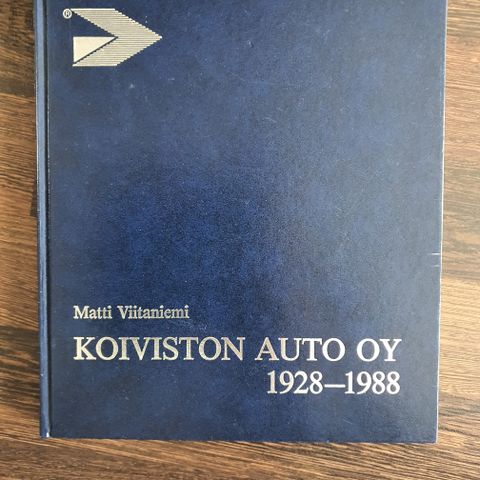 ®
Matti Viitaniemi
KOIVISTON AUTO OY
1928–1988